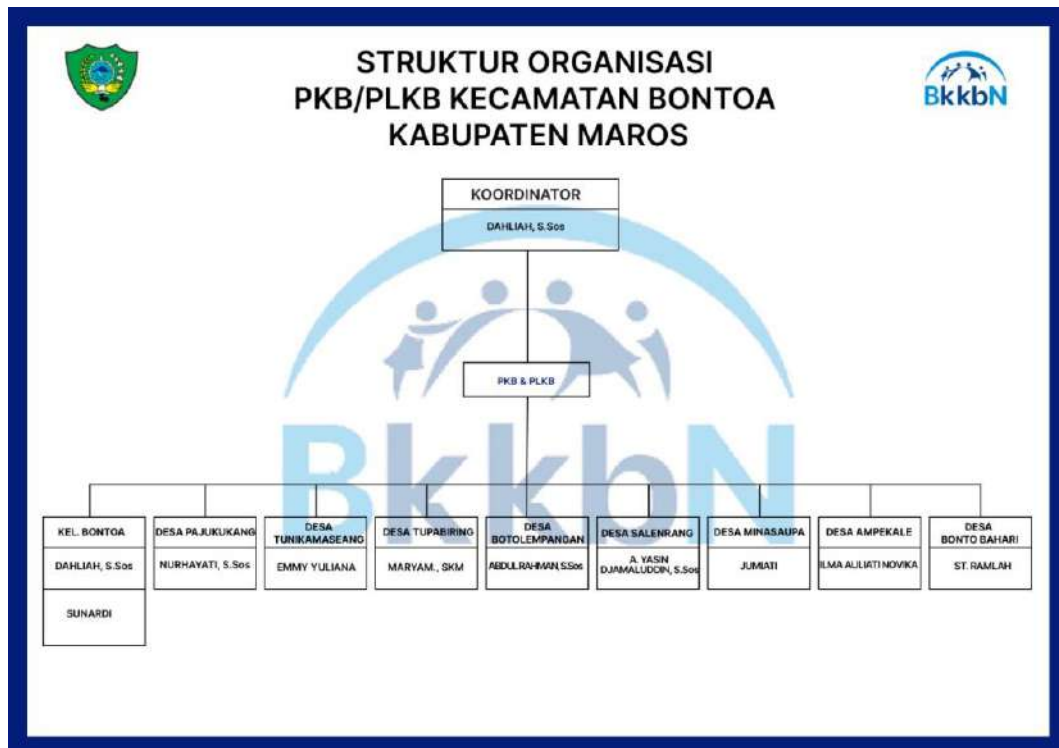 STRUKTUR ORGANISASI
PKB/PLKB KECAMATAN BONTOA
KABUPATEN MAROS
BkkbN
KOORDINATOR
DAHLIAH, S.Sos
PKB & PLKB
BkkbN
KEL. BONTOA
DAHLIAH, S.Sos
SUNARDI
DESA PAJUKUKANG
NURHAYATI, S.Sos
DESA
TUNIKAMASEANG
EMMY YULIANA
DESA TUPABIRING
MARYAM., SKM
DESA
BOTOLEMPANGAN
ABDUL RAHMAN, S.Sos
DESA SALENRANG
A. YASIN
DJAMALUDDIN, S.Sos
DESA MINASAUPA
JUMIATI
DESA AMPEKALE
ILMA AULIATI NOVIKA
DESA
BONTO BAHARI
ST. RAMLAH